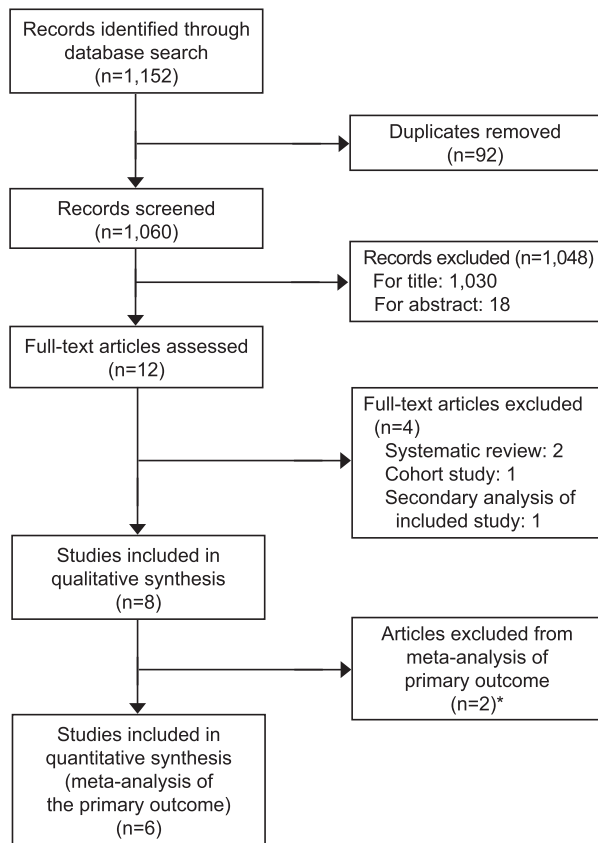 Records identified through
database search
(n=1,152)
Duplicates removed
(n=92)
Records screened
(n=1,060)
Records excluded (n=1,048)
For title: 1,030
For abstract: 18
Full-text articles assessed
(n=12)
Full-text articles excluded
(n=4)
Systematic review: 2
Cohort study: 1
Secondary analysis of
included study: 1
Studies included in
qualitative synthesis
(n=8)
Articles excluded from
meta-analysis of
primary outcome
(n=2)*
Studies included in
quantitative synthesis
(meta-analysis of
the primary outcome)
(n=6)